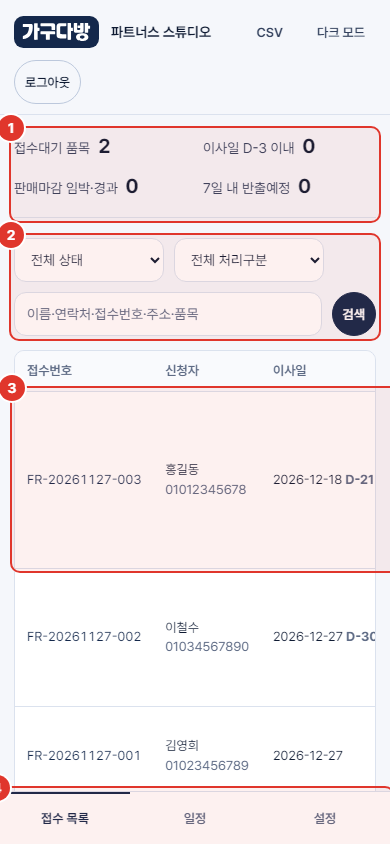 가구다방 파트너스 스튜디오 CSV 다크 모드
로그아웃
1
접수대기 품목 2 이사일 D-3 이내 0
판매마감 임박·경과 0 7일 내 반출예정 0
2
전체 상태 전체 처리구분
이름·연락처·접수번호·주소·품목 검색
접수번호 신청자 이사일
3
FR-20261127-003 홍길동 2026-12-18 D-21
01012345678
FR-20261127-002 이철수 2026-12-27 D-30
01034567890
FR-20261127-001 김영희 2026-12-27
01023456789
접수 목록 일정 설정